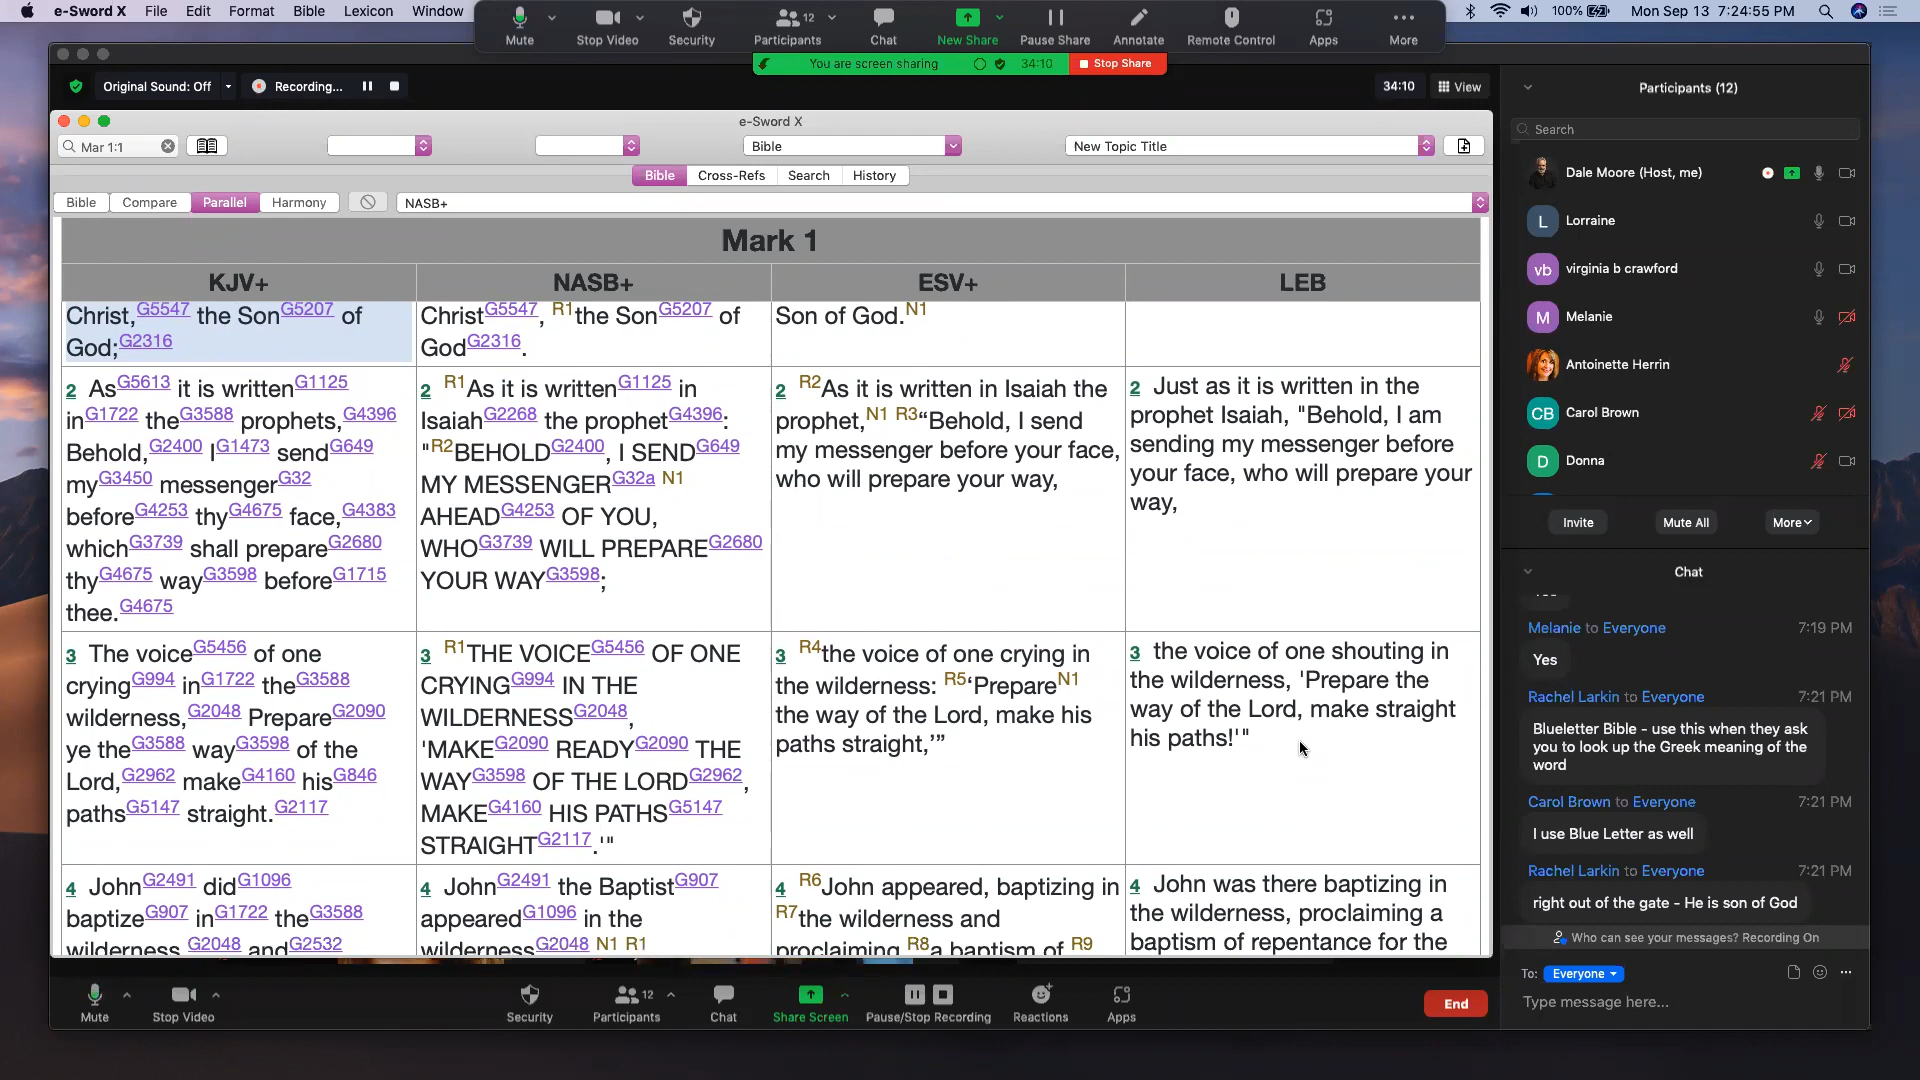 e-Sword X File Edit Format Bible Lexicon Window
100% Mon Sep 13 7:24:55 PM
Mute Stop Video Security Participants 12 Chat New Share Pause Share Annotate Remote Control Apps More
You are screen sharing 34:10 Stop Share
Original Sound: Off Recording... 34:10 View
e-Sword X
Mar 1:1 Bible New Topic Title
Bible Cross-Refs Search History
Bible Compare Parallel Harmony NASB+
Mark 1
KJV+
Christ,G5547 the SonG5207 of
God;G2316
2 AsG5613 it is writtenG1125
inG1722 theG3588 prophets,G4396
Behold,G2400 IG1473 sendG649
myG3450 messengerG32
beforeG4253 thyG4675 face,G4383
whichG3739 shall prepareG2680
thyG4675 wayG3598 beforeG1715
thee.G4675
3 The voiceG5456 of one
cryingG994 inG1722 theG3588
wilderness,G2048 PrepareG2090
ye theG3588 wayG3598 of the
Lord,G2962 makeG4160 hisG846
pathsG5147 straight.G2117
4 JohnG2491 didG1096
baptizeG907 inG1722 theG3588
wilderness,G2048 andG2532
NASB+
ChristG5547, R1the SonG5207 of
GodG2316.
2 R1As it is writtenG1125 in
IsaiahG2268 the prophetG4396:
"R2BEHOLDG2400, I SENDG649
MY MESSENGERG32a N1
AHEADG4253 OF YOU,
WHOG3739 WILL PREPAREG2680
YOUR WAYG3598;
3 R1THE VOICEG5456 OF ONE
CRYINGG994 IN THE
WILDERNESSG2048,
'MAKEG2090 READYG2090 THE
WAYG3598 OF THE LORDG2962,
MAKEG4160 HIS PATHSG5147
STRAIGHTG2117.'"
4 JohnG2491 the BaptistG907
appearedG1096 in the
wildernessG2048 N1 R1
ESV+
Son of God.N1
2 R2As it is written in Isaiah the
prophet,N1 R3“Behold, I send
my messenger before your face,
who will prepare your way,
3 R4the voice of one crying in
the wilderness: R5‘PrepareN1
the way of the Lord, make his
paths straight,’”
4 R6John appeared, baptizing in
R7the wilderness and
proclaiming R8a baptism of R9
LEB
2 Just as it is written in the
prophet Isaiah, "Behold, I am
sending my messenger before
your face, who will prepare your
way,
3 the voice of one shouting in
the wilderness, 'Prepare the
way of the Lord, make straight
his paths!'"
4 John was there baptizing in
the wilderness, proclaiming a
baptism of repentance for the
Participants (12)
Search
Dale Moore (Host, me)
L Lorraine
vb virginia b crawford
M Melanie
Antoinette Herrin
CB Carol Brown
D Donna
Invite Mute All More
Chat
Melanie to Everyone 7:19 PM
Yes
Rachel Larkin to Everyone 7:21 PM
Blueletter Bible - use this when they ask
you to look up the Greek meaning of the
word
Carol Brown to Everyone 7:21 PM
I use Blue Letter as well
Rachel Larkin to Everyone 7:21 PM
right out of the gate - He is son of God
Who can see your messages? Recording On
To: Everyone
Type message here...
Mute Stop Video Security Participants 12 Chat Share Screen Pause/Stop Recording Reactions Apps End